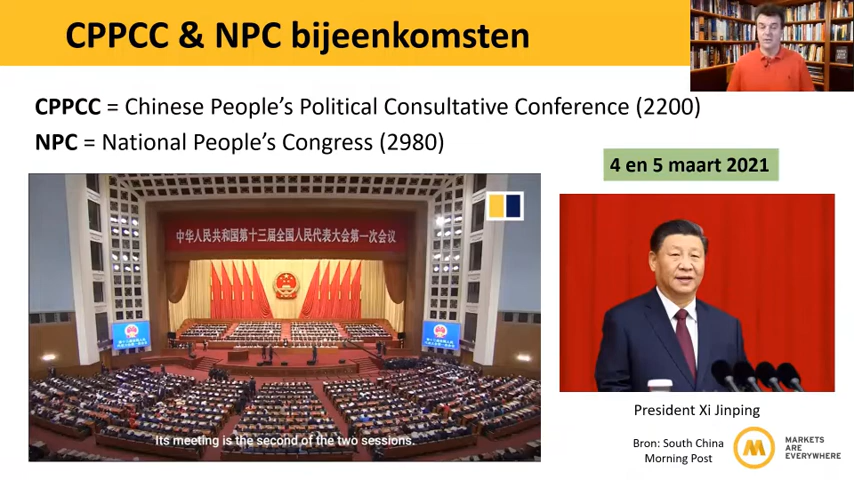 CPPCC & NPC bijeenkomsten
CPPCC = Chinese People's Political Consultative Conference (2200)
NPC = National People's Congress (2980)
4 en 5 maart 2021
中华人民共和国第十三届全国人民代表大会第一次会议
Its meeting is the second of the two sessions.
President Xi Jinping
Bron: South China
Morning Post
M
MARKETS
ARE
EVERYWHERE